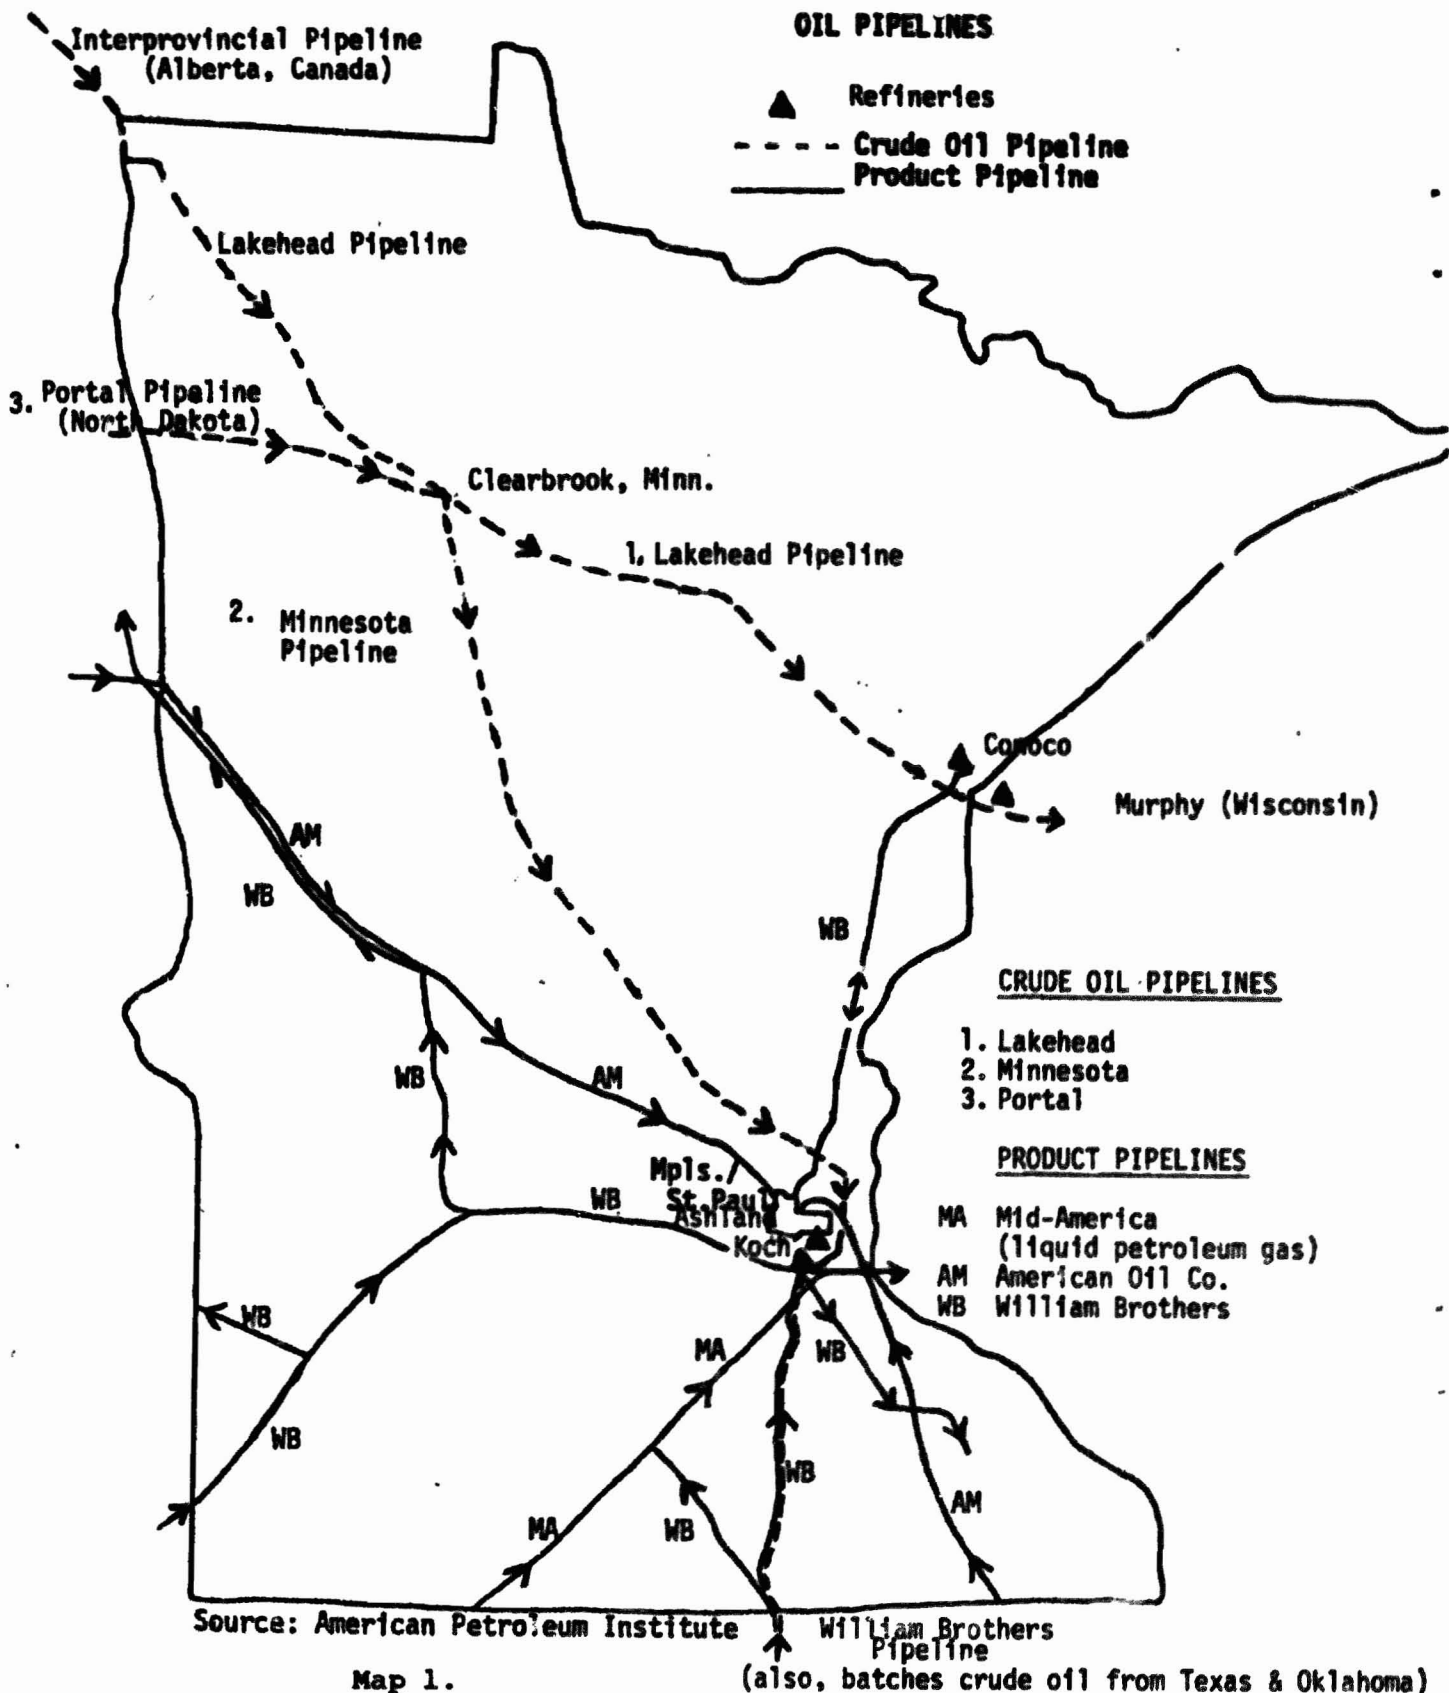 OIL PIPELINES
Interprovincial Pipeline
(Alberta, Canada)
Refineries
Crude Oil Pipeline
Product Pipeline
Lakehead Pipeline
3. Portal Pipeline
(North Dakota)
Clearbrook, Minn.
1. Lakehead Pipeline
2. Minnesota
Pipeline
Conoco
Murphy (Wisconsin)
AM
WB
WB
CRUDE OIL PIPELINES
1. Lakehead
2. Minnesota
3. Portal
WB
AM
PRODUCT PIPELINES
Mpls.
St. Paul
WB
Ashland
Koch
MA Mid-America
(liquid petroleum gas)
AM American Oil Co.
WB William Brothers
WB
MA
WB
WB
WB
AM
MA
WB
Source: American Petroleum Institute
William Brothers
Pipeline
(also, batches crude oil from Texas & Oklahoma)
Map 1.